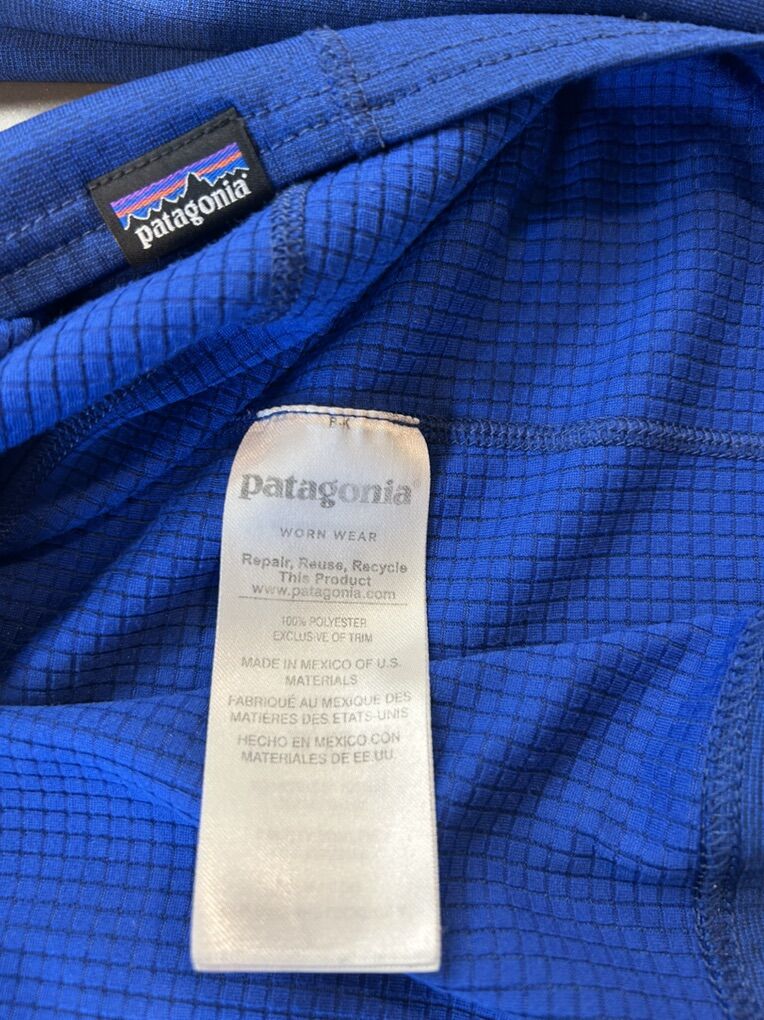 patagonia®
F-K
patagonia®
WORN WEAR
Repair, Reuse, Recycle
This Product
www.patagonia.com
100% POLYESTER
EXCLUSIVE OF TRIM
MADE IN MEXICO OF U.S.
MATERIALS
FABRIQUÉ AU MEXIQUE DES
MATIÈRES DES ETATS-UNIS
HECHO EN MÉXICO CON
MATERIALES DE EE.UU.